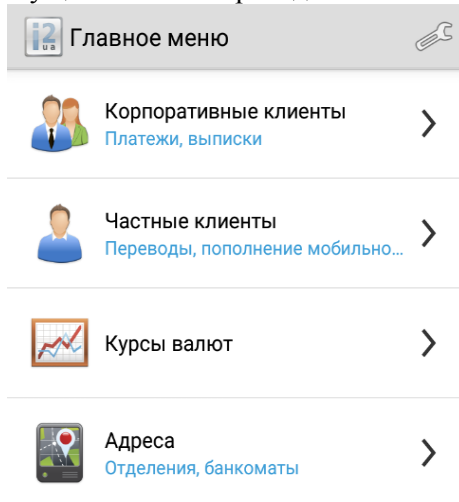 i2
ua
Главное меню
Корпоративные клиенты
Платежи, выписки
Частные клиенты
Переводы, пополнение мобильно...
Курсы валют
Адреса
Отделения, банкоматы